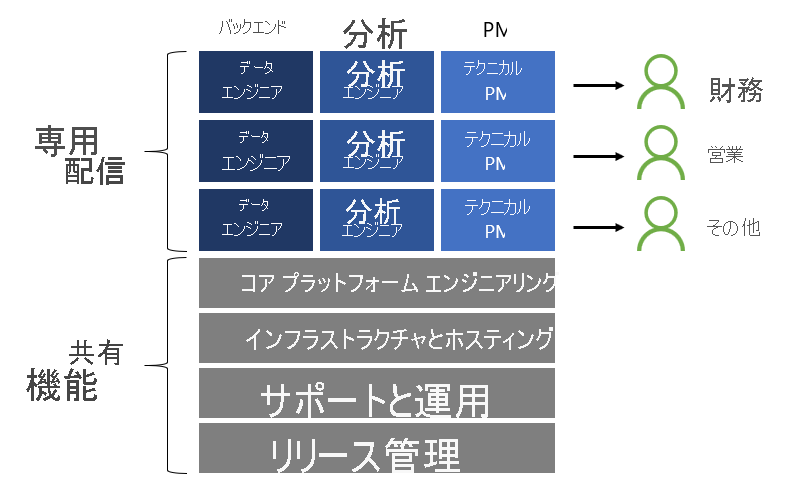 バックエンド
分析
PM
データ
エンジニア
分析
エンジニア
テクニカル
PM
財務
専用
配信
データ
エンジニア
分析
エンジニア
テクニカル
PM
営業
データ
エンジニア
分析
エンジニア
テクニカル
PM
その他
コア プラットフォーム エンジニアリング
インフラストラクチャとホスティング
共有
機能
サポートと運用
リリース管理